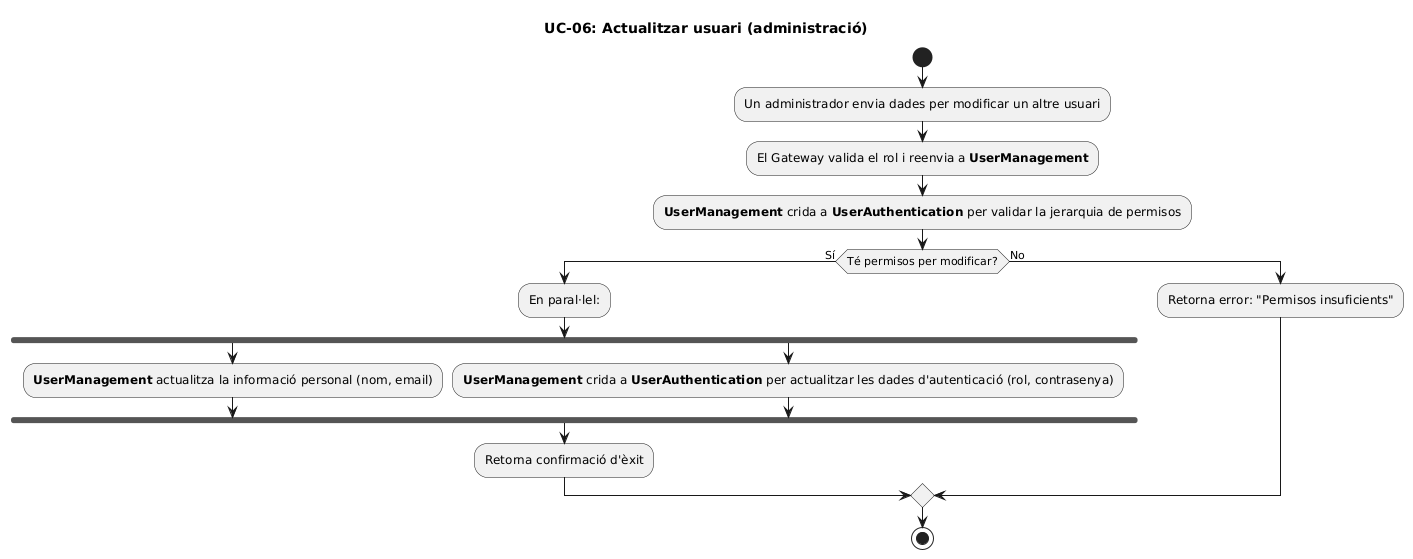 UC-06: Actualitzar usuari (administració)
Un administrador envia dades per modificar un altre usuari
El Gateway valida el rol i reenvia a UserManagement
UserManagement crida a UserAuthentication per validar la jerarquia de permisos
Sí
Té permisos per modificar?
No
En paral·lel:
Retorna error: "Permisos insuficients"
UserManagement actualitza la informació personal (nom, email)
UserManagement crida a UserAuthentication per actualitzar les dades d'autenticació (rol, contrasenya)
Retorna confirmació d'èxit